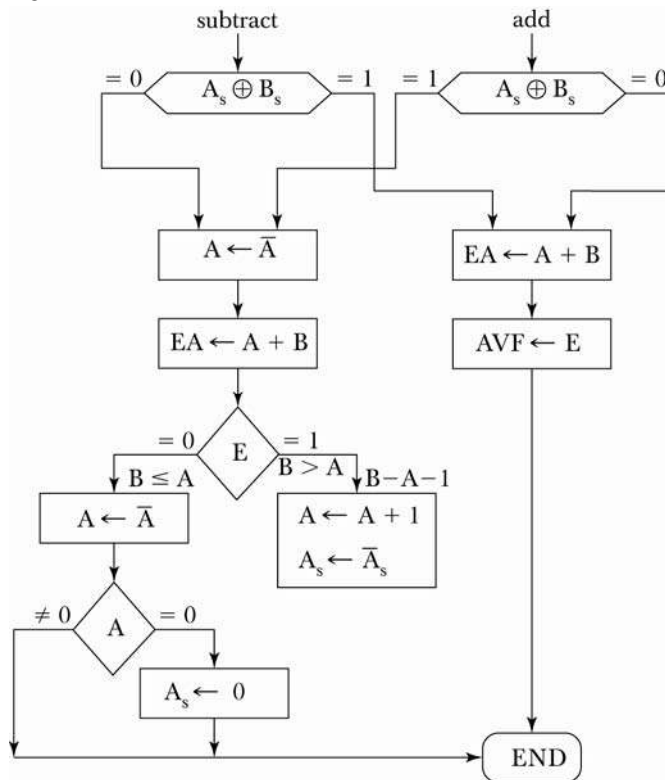 subtract add
= 0 A_s ⊕ B_s = 1 = 1 A_s ⊕ B_s = 0
A ← A̅ EA ← A + B
EA ← A + B AVF ← E
= 0 E = 1
B ≤ A B > A B−A−1
A ← A̅ A ← A + 1
A_s ← A̅_s
≠ 0 A = 0
A_s ← 0
END